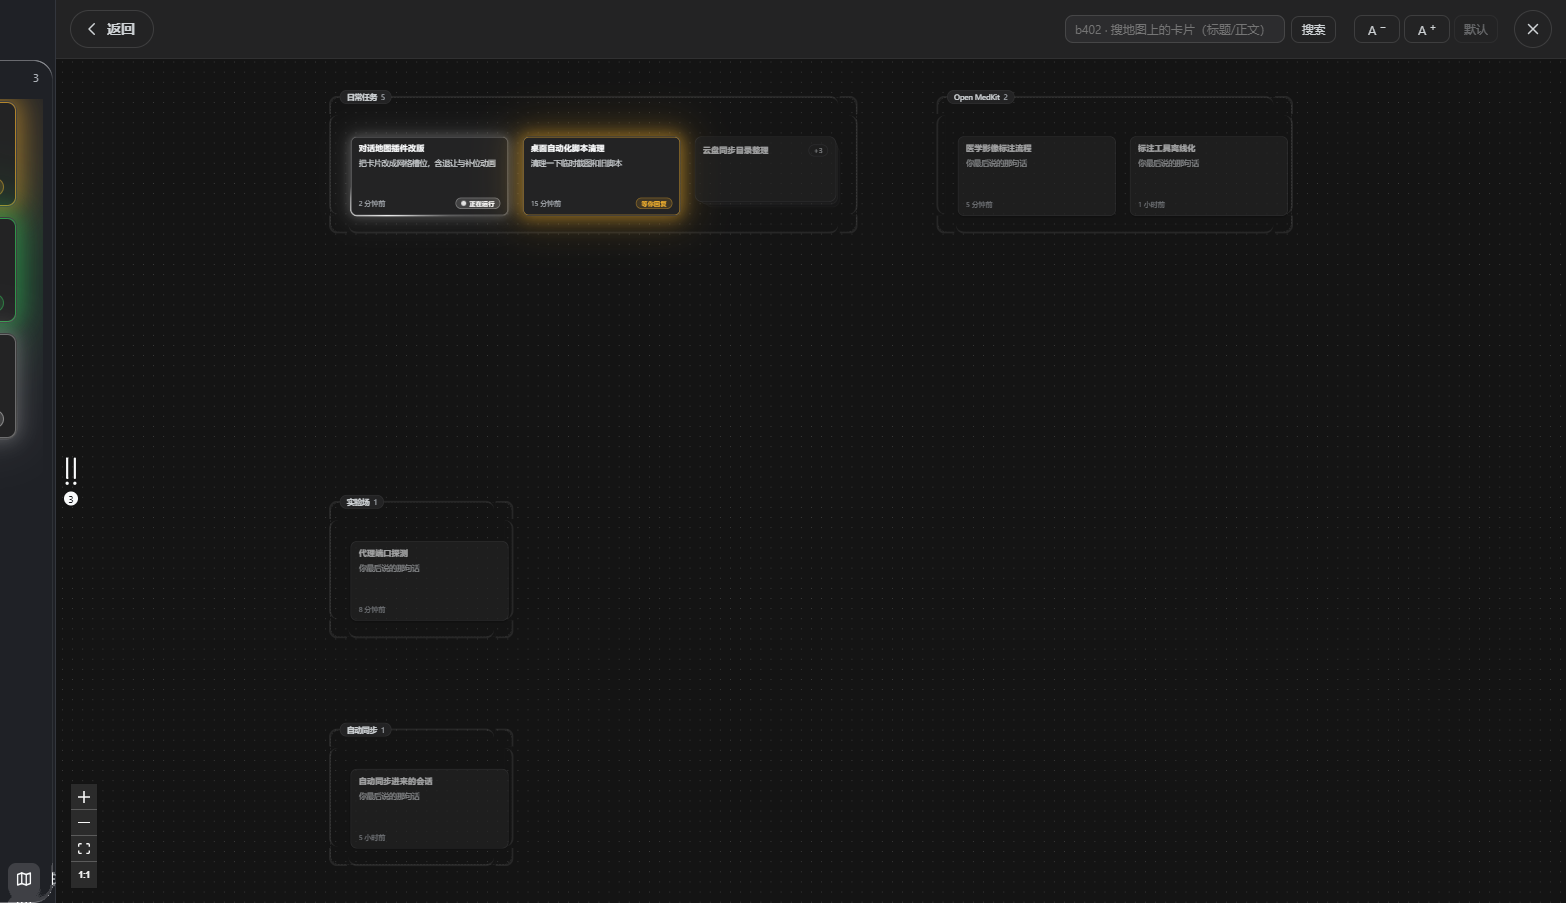 返回
b402 · 搜地图上的卡片（标题/正文）
搜索
A⁻
A⁺
默认
3
日常任务 5
对话地图插件改版
把卡片改成网格槽位，含退让与补位动画
2 分钟前
正在运行
桌面自动化脚本清理
清理一下临时截图和旧脚本
15 分钟前
等你回复
云盘同步目录整理
+3
Open MedKit 2
医学影像标注流程
你最后说的那句话
5 分钟前
标注工具离线化
你最后说的那句话
1 小时前
3
实验场 1
代理端口探测
你最后说的那句话
8 分钟前
自动同步 1
自动同步进来的会话
你最后说的那句话
5 小时前
1:1